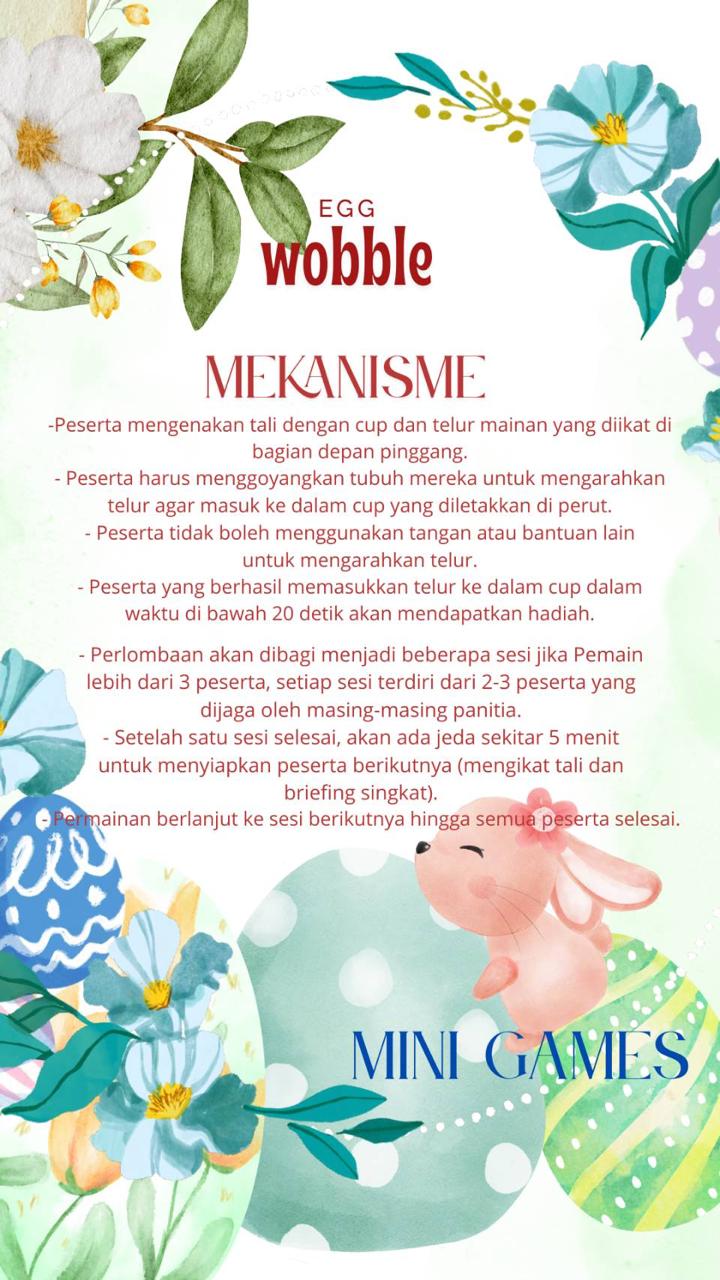 EGG
wobble
MEKANISME
-Peserta mengenakan tali dengan cup dan telur mainan yang diikat di
bagian depan pinggang.
- Peserta harus menggoyangkan tubuh mereka untuk mengarahkan
telur agar masuk ke dalam cup yang diletakkan di perut.
- Peserta tidak boleh menggunakan tangan atau bantuan lain
untuk mengarahkan telur.
- Peserta yang berhasil memasukkan telur ke dalam cup dalam
waktu di bawah 20 detik akan mendapatkan hadiah.
- Perlombaan akan dibagi menjadi beberapa sesi jika Pemain
lebih dari 3 peserta, setiap sesi terdiri dari 2-3 peserta yang
dijaga oleh masing-masing panitia.
- Setelah satu sesi selesai, akan ada jeda sekitar 5 menit
untuk menyiapkan peserta berikutnya (mengikat tali dan
briefing singkat).
- Permainan berlanjut ke sesi berikutnya hingga semua peserta selesai.
MINI GAMES